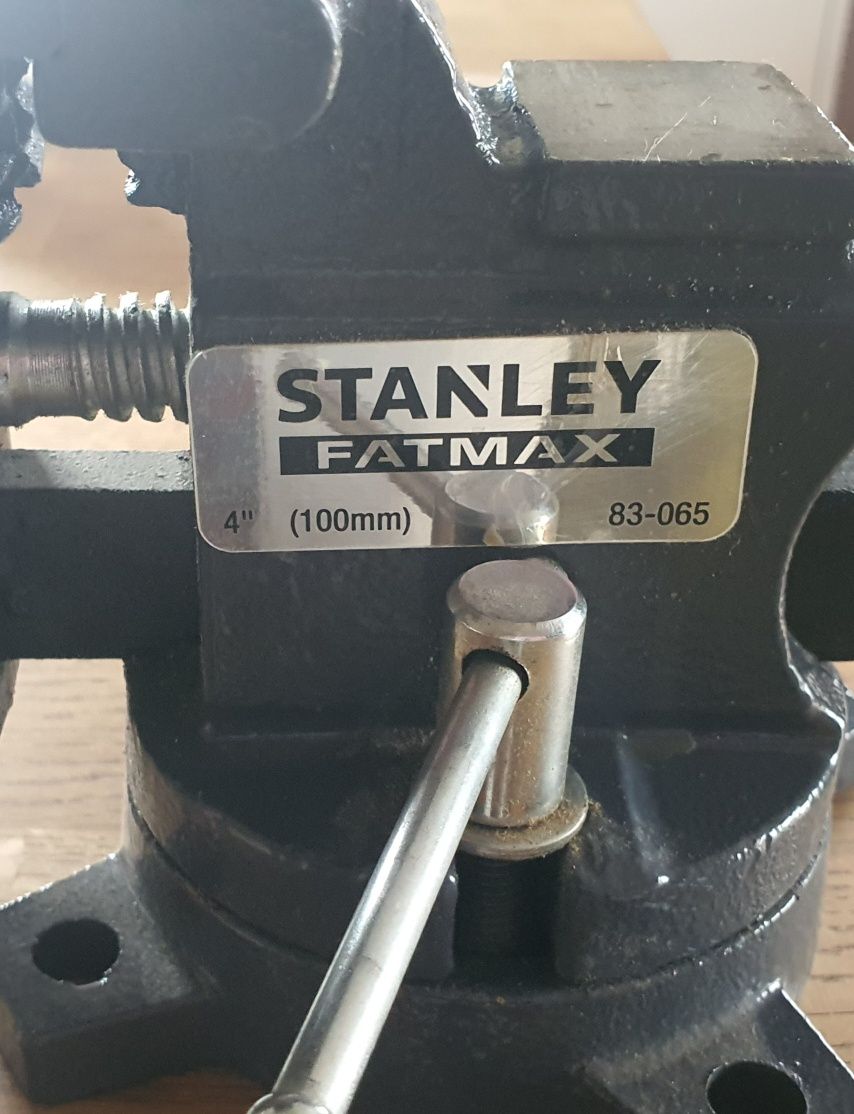 STANLEY
FATMAX
4" (100mm) 83-065